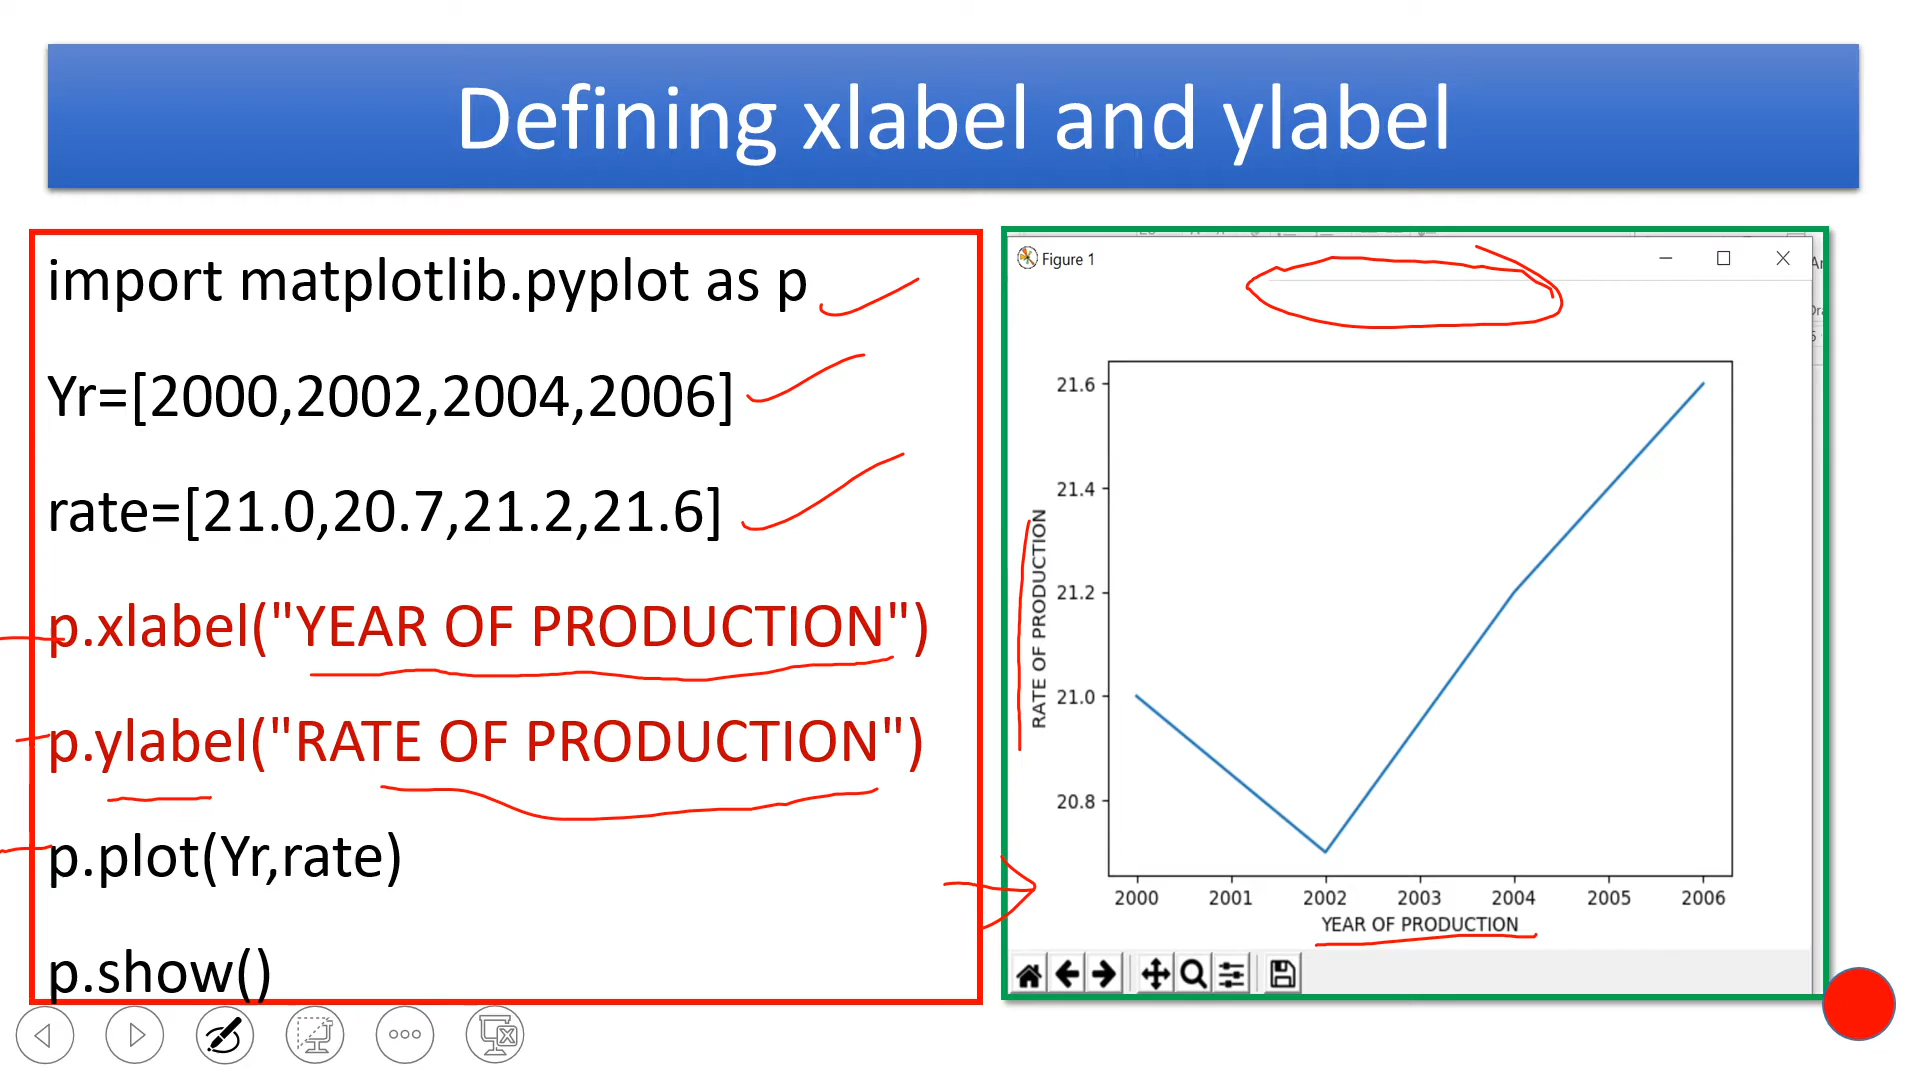 Defining xlabel and ylabel
import matplotlib.pyplot as p
Yr=[2000,2002,2004,2006]
rate=[21.0,20.7,21.2,21.6]
p.xlabel("YEAR OF PRODUCTION")
p.ylabel("RATE OF PRODUCTION")
p.plot(Yr,rate)
p.show()
Figure 1
21.6
21.4
21.2
21.0
20.8
RATE OF PRODUCTION
2000 2001 2002 2003 2004 2005 2006
YEAR OF PRODUCTION